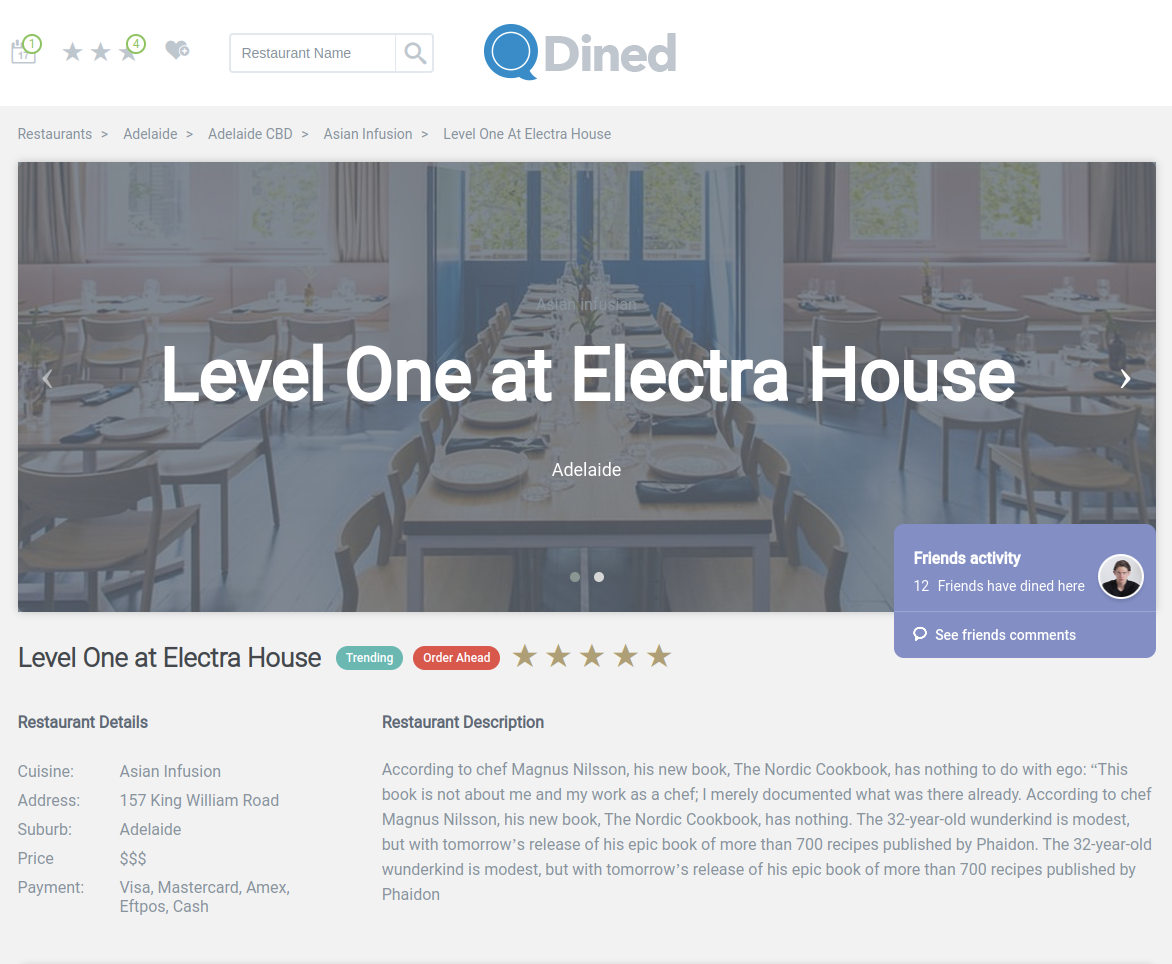 1
17
4
Restaurant Name
QDined
Restaurants > Adelaide > Adelaide CBD > Asian Infusion > Level One At Electra House
Asian infusian
Level One at Electra House
Adelaide
Friends activity
12 Friends have dined here
See friends comments
Level One at Electra House Trending Order Ahead
Restaurant Details
Cuisine: Asian Infusion
Address: 157 King William Road
Suburb: Adelaide
Price $$$
Payment: Visa, Mastercard, Amex,
Eftpos, Cash
Restaurant Description
According to chef Magnus Nilsson, his new book, The Nordic Cookbook, has nothing to do with ego: “This
book is not about me and my work as a chef; I merely documented what was there already. According to chef
Magnus Nilsson, his new book, The Nordic Cookbook, has nothing. The 32-year-old wunderkind is modest,
but with tomorrow’s release of his epic book of more than 700 recipes published by Phaidon. The 32-year-old
wunderkind is modest, but with tomorrow’s release of his epic book of more than 700 recipes published by
Phaidon